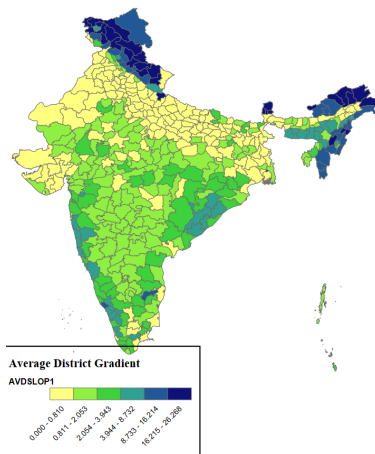 Average District Gradient
AVDSLOP1
0.000 - 0.810
0.811 - 2.053
2.054 - 3.943
3.944 - 8.732
8.733 - 16.214
16.215 - 26.268